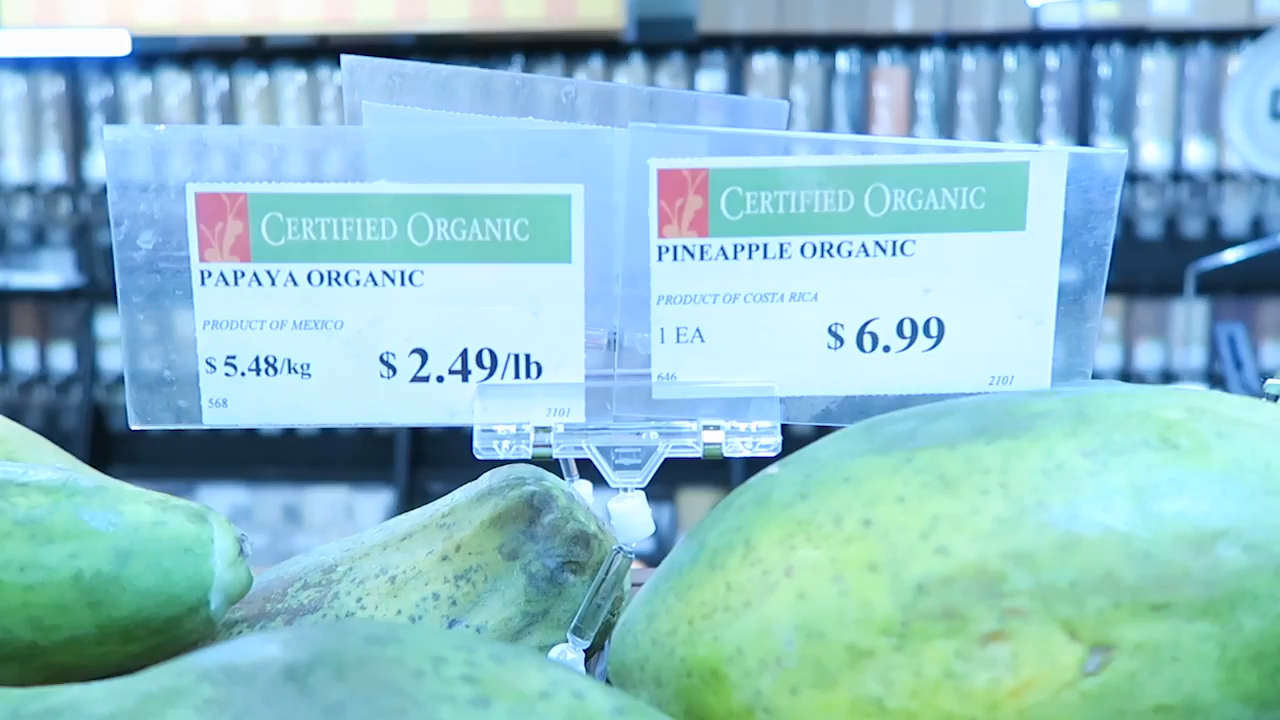 CERTIFIED ORGANIC
PAPAYA ORGANIC
PRODUCT OF MEXICO
$ 5.48/kg $ 2.49/lb
568 2101
CERTIFIED ORGANIC
PINEAPPLE ORGANIC
PRODUCT OF COSTA RICA
1 EA $ 6.99
646 2101